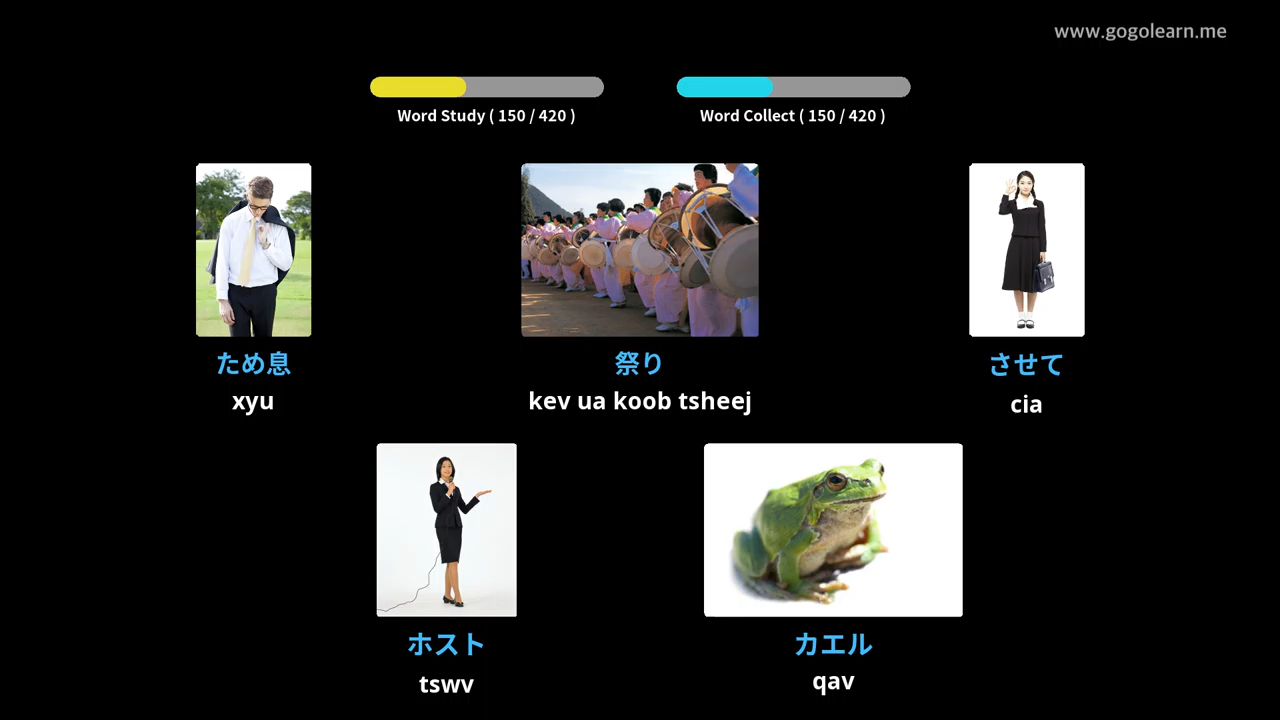 www.gogolearn.me
Word Study ( 150 / 420 )
Word Collect ( 150 / 420 )
ため息
xyu
祭り
kev ua koob tsheej
させて
cia
ホスト
tswv
カエル
qav